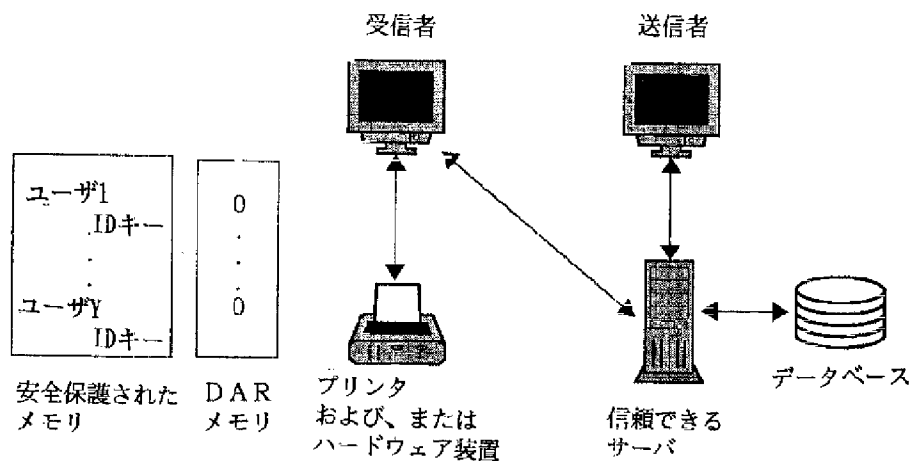 受信者
送信者
ユーザ1
IDキー
ユーザY
IDキー
0
0
安全保護された
メモリ
DAR
メモリ
プリンタ
および、または
ハードウェア装置
信頼できる
サーバ
データベース